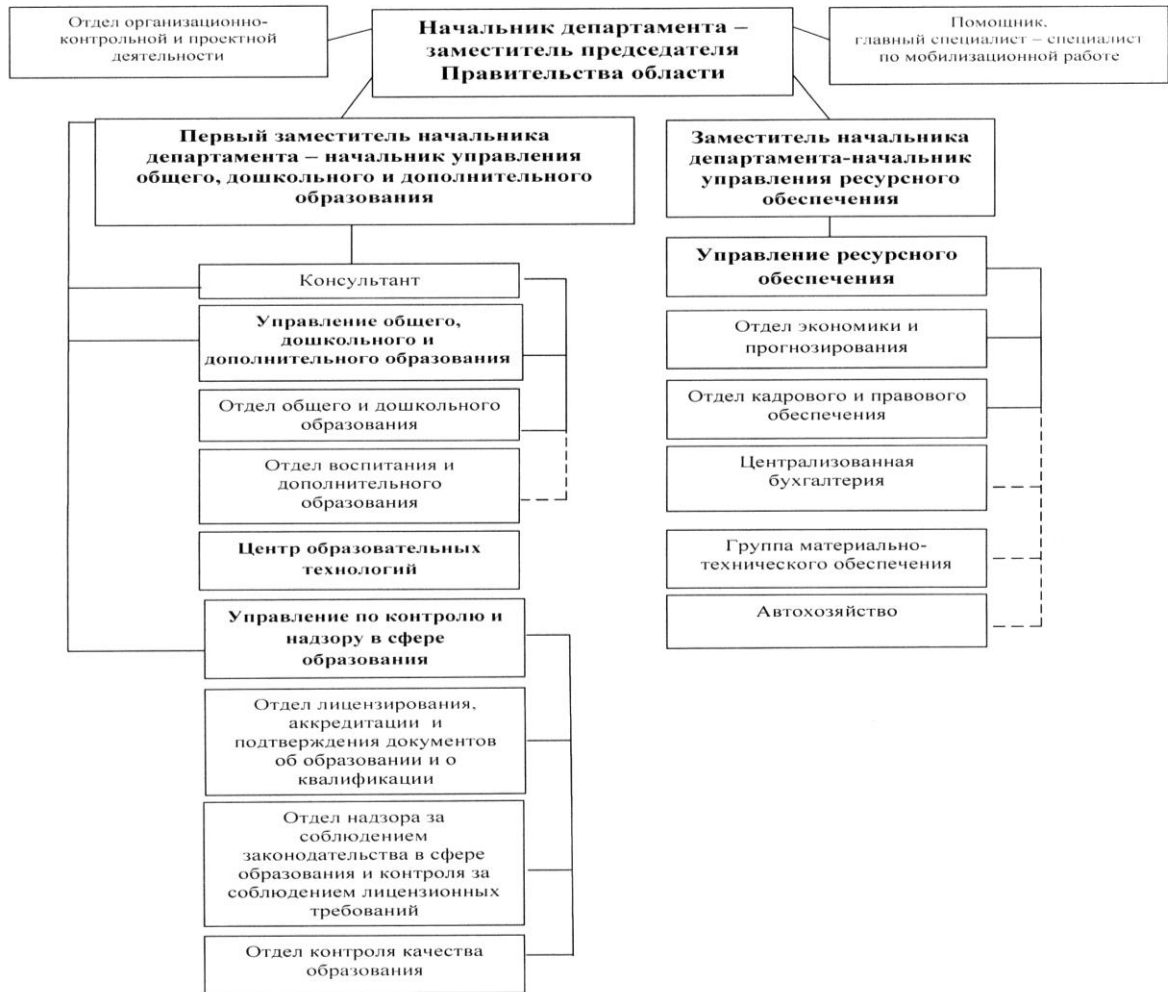 Отдел организационно-
контрольной и проектной
деятельности
Начальник департамента –
заместитель председателя
Правительства области
Помощник,
главный специалист – специалист
по мобилизационной работе
Первый заместитель начальника
департамента – начальник управления
общего, дошкольного и дополнительного
образования
Заместитель начальника
департамента-начальник
управления ресурсного
обеспечения
Консультант
Управление общего,
дошкольного и
дополнительного образования
Отдел общего и дошкольного
образования
Отдел воспитания и
дополнительного
образования
Центр образовательных
технологий
Управление по контролю и
надзору в сфере
образования
Отдел лицензирования,
аккредитации и
подтверждения документов
об образовании и о
квалификации
Отдел надзора за
соблюдением
законодательства в сфере
образования и контроля за
соблюдением лицензионных
требований
Отдел контроля качества
образования
Управление ресурсного
обеспечения
Отдел экономики и
прогнозирования
Отдел кадрового и правового
обеспечения
Централизованная
бухгалтерия
Группа материально-
технического обеспечения
Автохозяйство